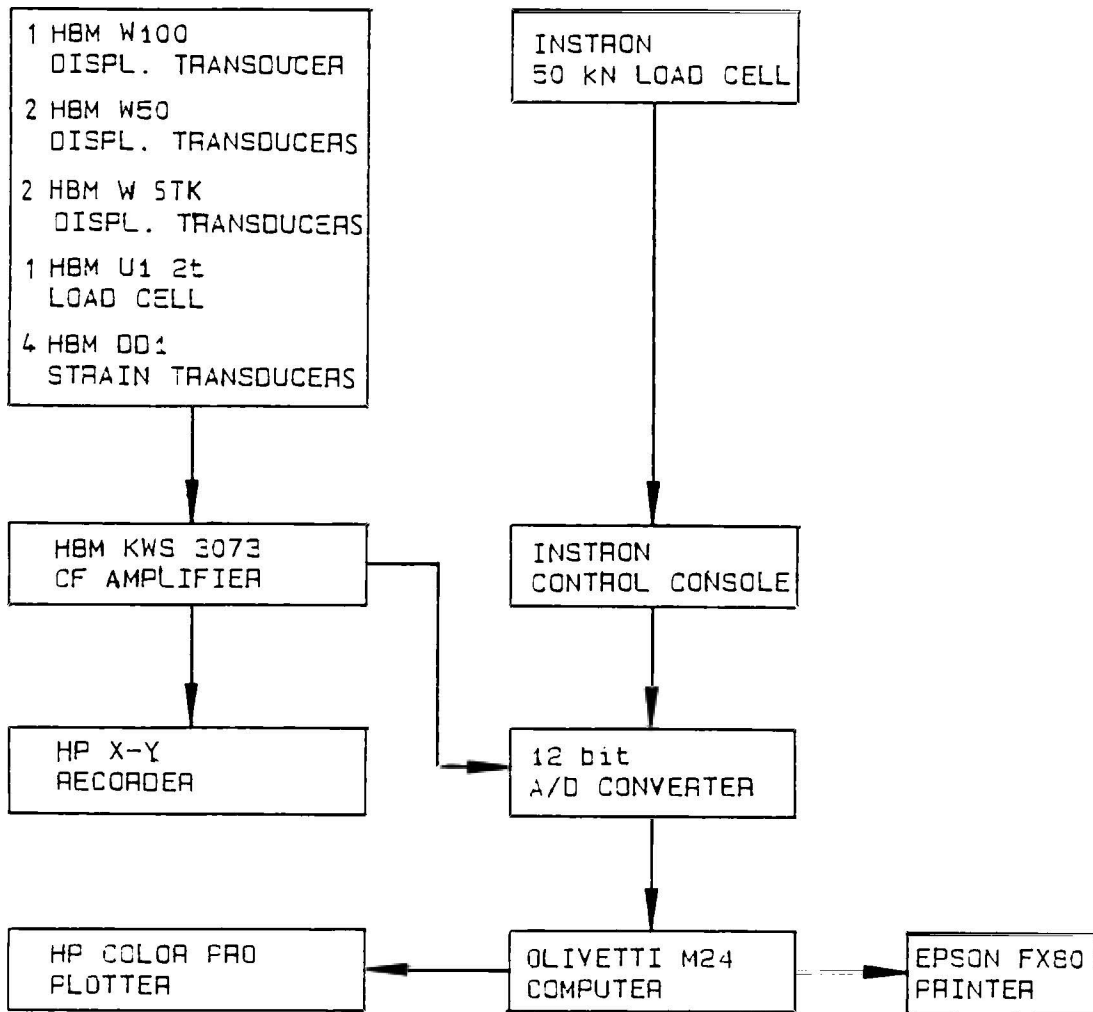 1 HBM W100
DISPL. TRANSDUCER
2 HBM W50
DISPL. TRANSDUCERS
2 HBM W 5TK
DISPL. TRANSDUCERS
1 HBM U1 2t
LOAD CELL
4 HBM DD1
STRAIN TRANSDUCERS
INSTRON
50 kN LOAD CELL
HBM KWS 3073
CF AMPLIFIER
INSTRON
CONTROL CONSOLE
HP X-Y
RECORDER
12 bit
A/D CONVERTER
HP COLOR PRO
PLOTTER
OLIVETTI M24
COMPUTER
EPSON FX80
PRINTER